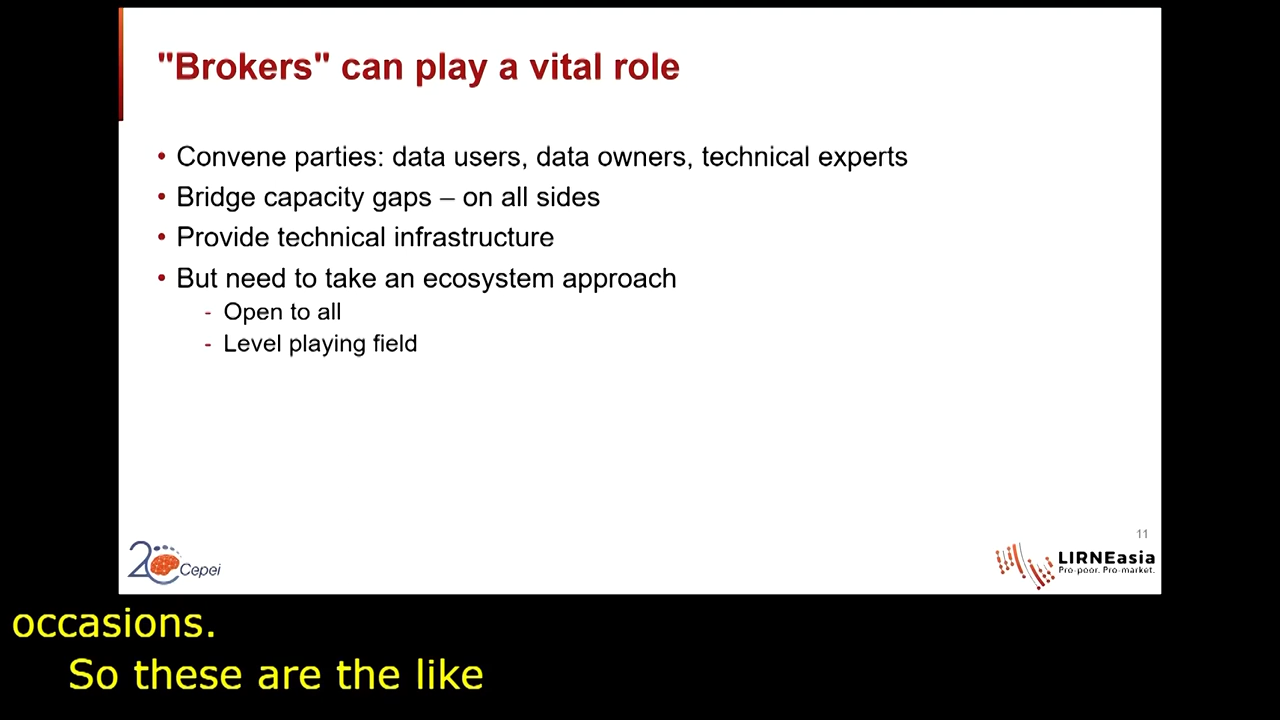 "Brokers" can play a vital role
• Convene parties: data users, data owners, technical experts
• Bridge capacity gaps – on all sides
• Provide technical infrastructure
• But need to take an ecosystem approach
- Open to all
- Level playing field
11
20 Cepei
LIRNEasia
Pro-poor. Pro-market.
occasions.
So these are the like